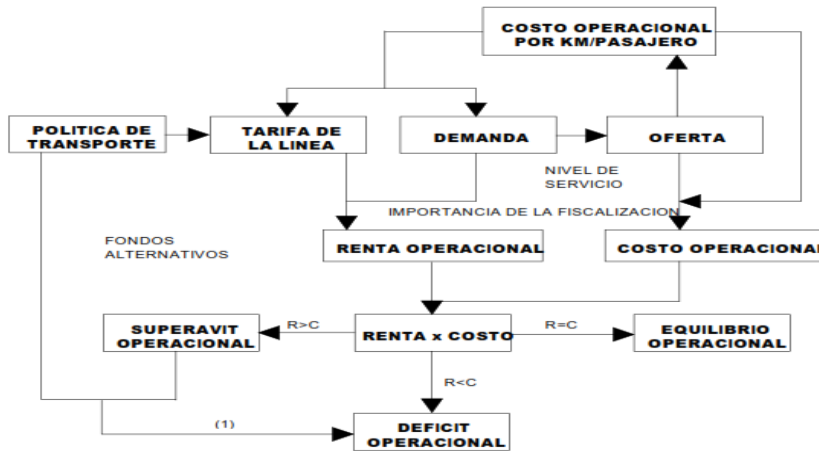 COSTO OPERACIONAL
POR KM/PASAJERO
POLITICA DE
TRANSPORTE
TARIFA DE
LA LINEA
DEMANDA
OFERTA
NIVEL DE
SERVICIO
IMPORTANCIA DE LA FISCALIZACION
FONDOS
ALTERNATIVOS
RENTA OPERACIONAL
COSTO OPERACIONAL
SUPERAVIT
OPERACIONAL
R>C
RENTA x COSTO
R=C
EQUILIBRIO
OPERACIONAL
R<C
(1)
DEFICIT
OPERACIONAL